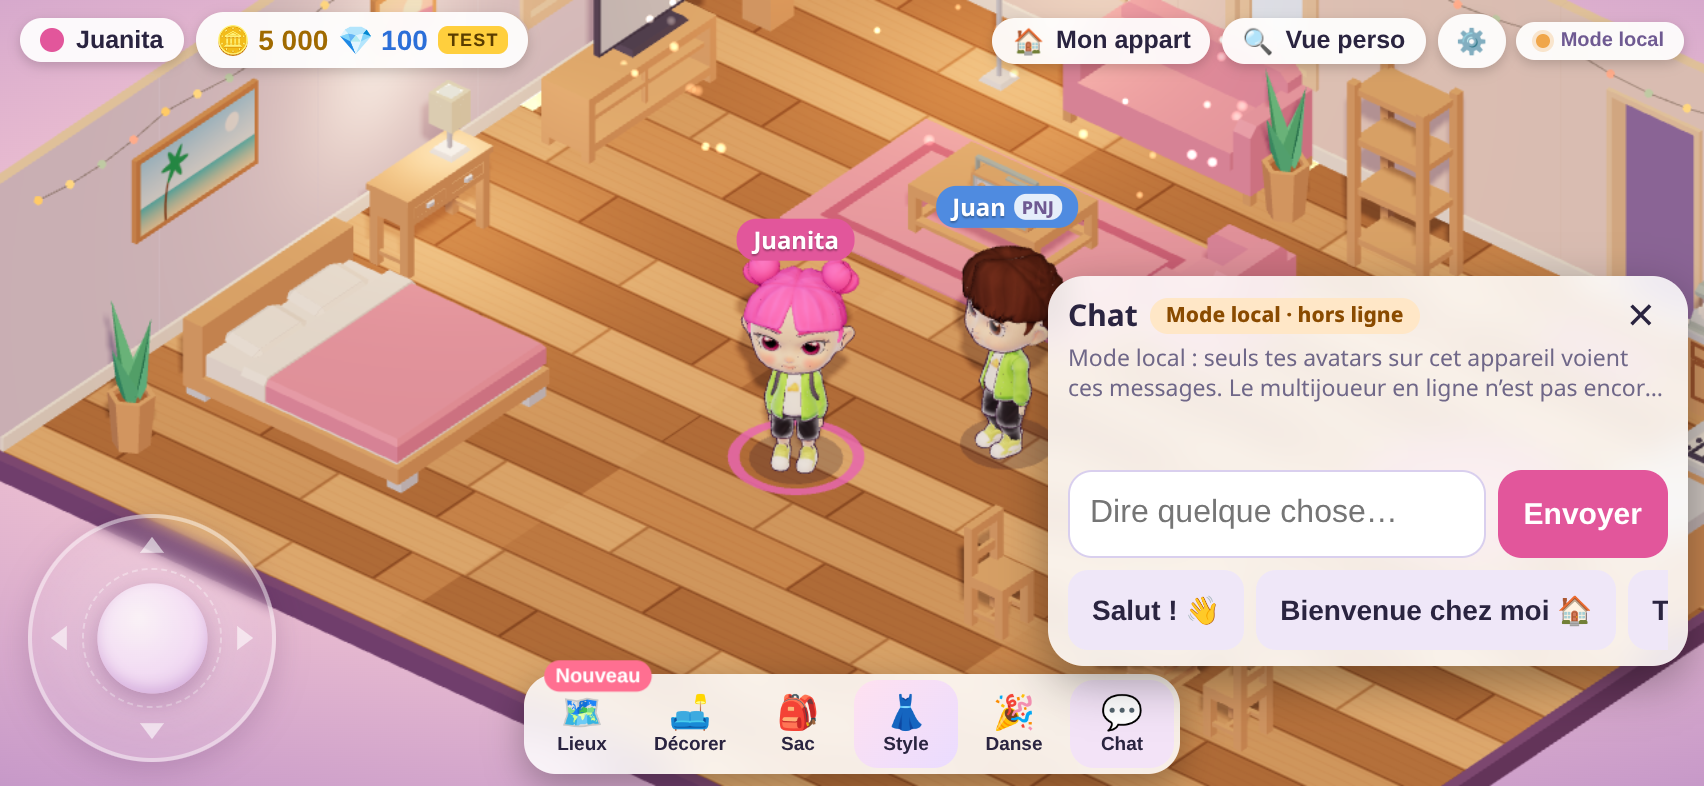 Juanita
5 000 100 TEST
Mon appart
Vue perso
Mode local
Juan PNJ
Juanita
Chat Mode local · hors ligne
Mode local : seuls tes avatars sur cet appareil voient
ces messages. Le multijoueur en ligne n’est pas encor…
Dire quelque chose…
Envoyer
Salut ! 👋
Bienvenue chez moi 🏠
T
Nouveau
Lieux
Décorer
Sac
Style
Danse
Chat